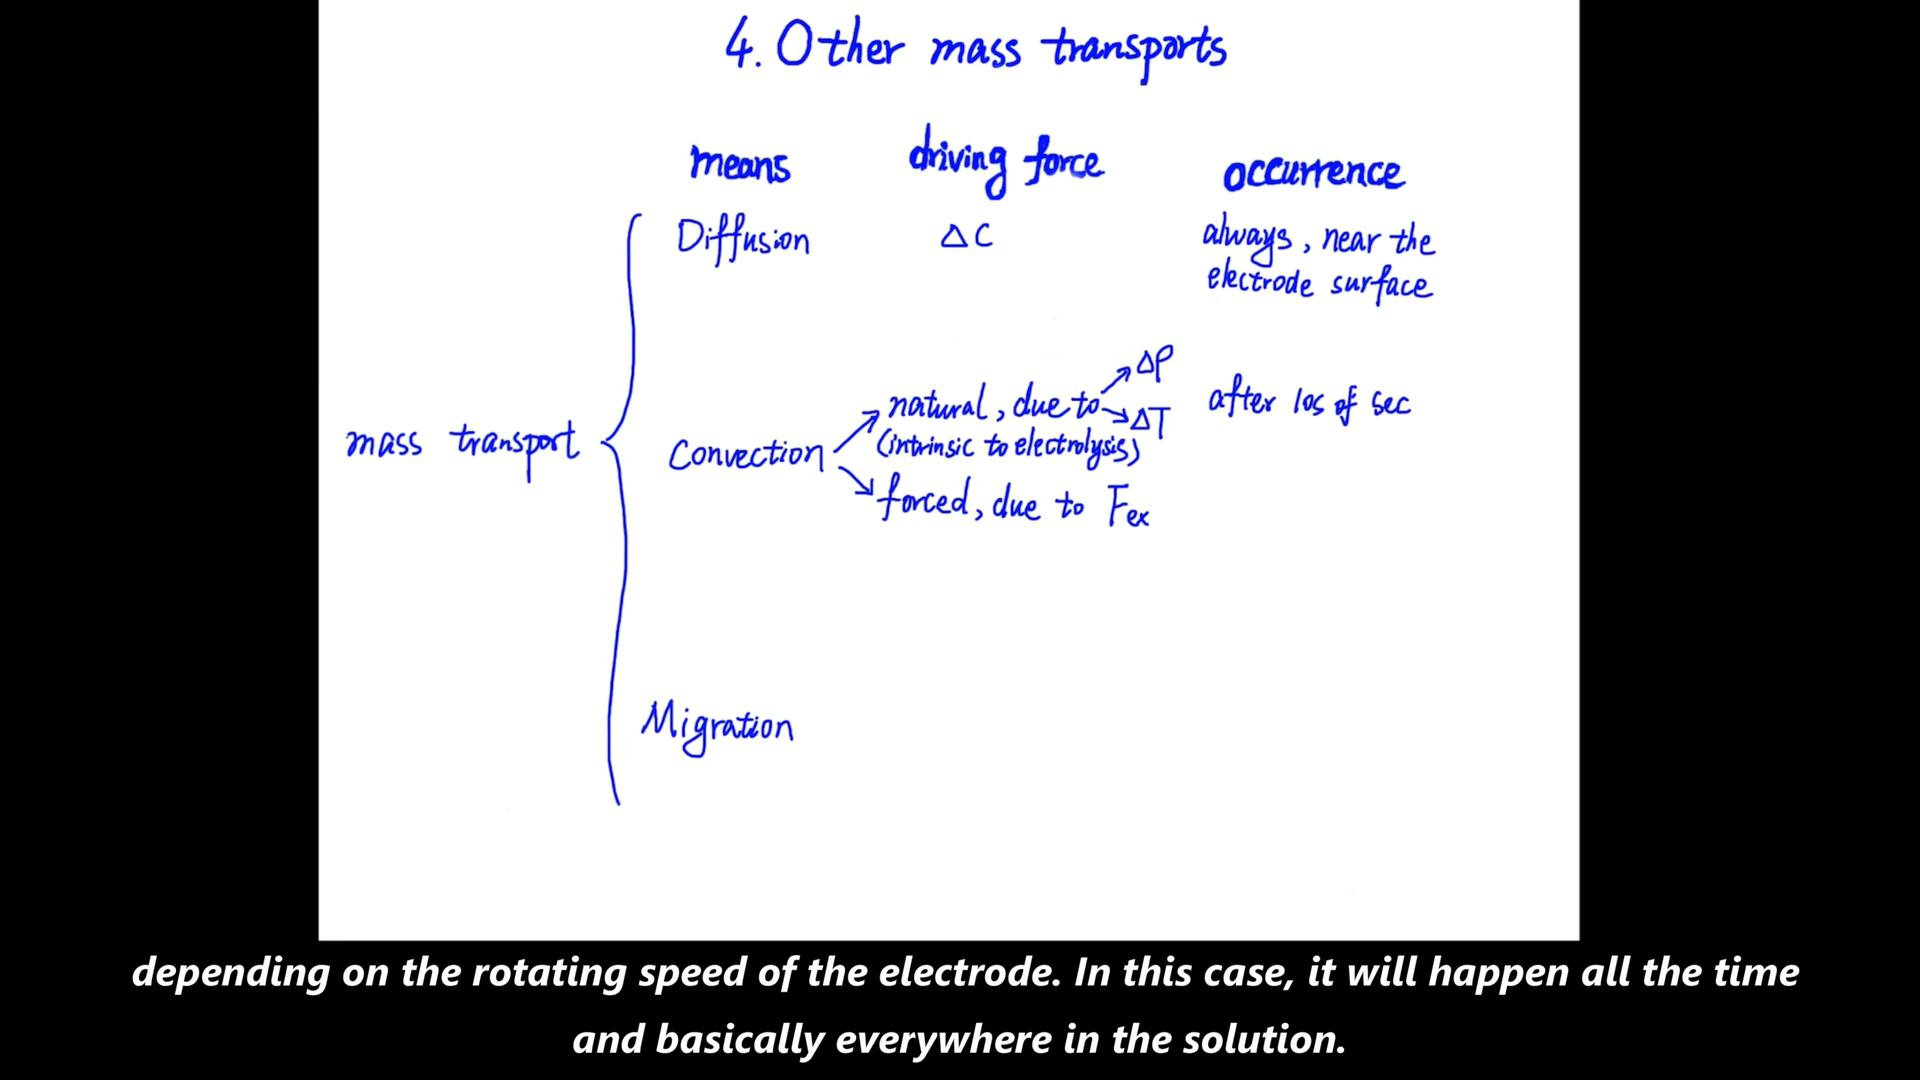 4. Other mass transports
means driving force occurrence
Diffusion ΔC always, near the
electrode surface
mass transport
Convection
natural, due to ΔP
ΔT
(intrinsic to electrolysis)
after 10s of sec
forced, due to Fex
Migration
depending on the rotating speed of the electrode. In this case, it will happen all the time
and basically everywhere in the solution.